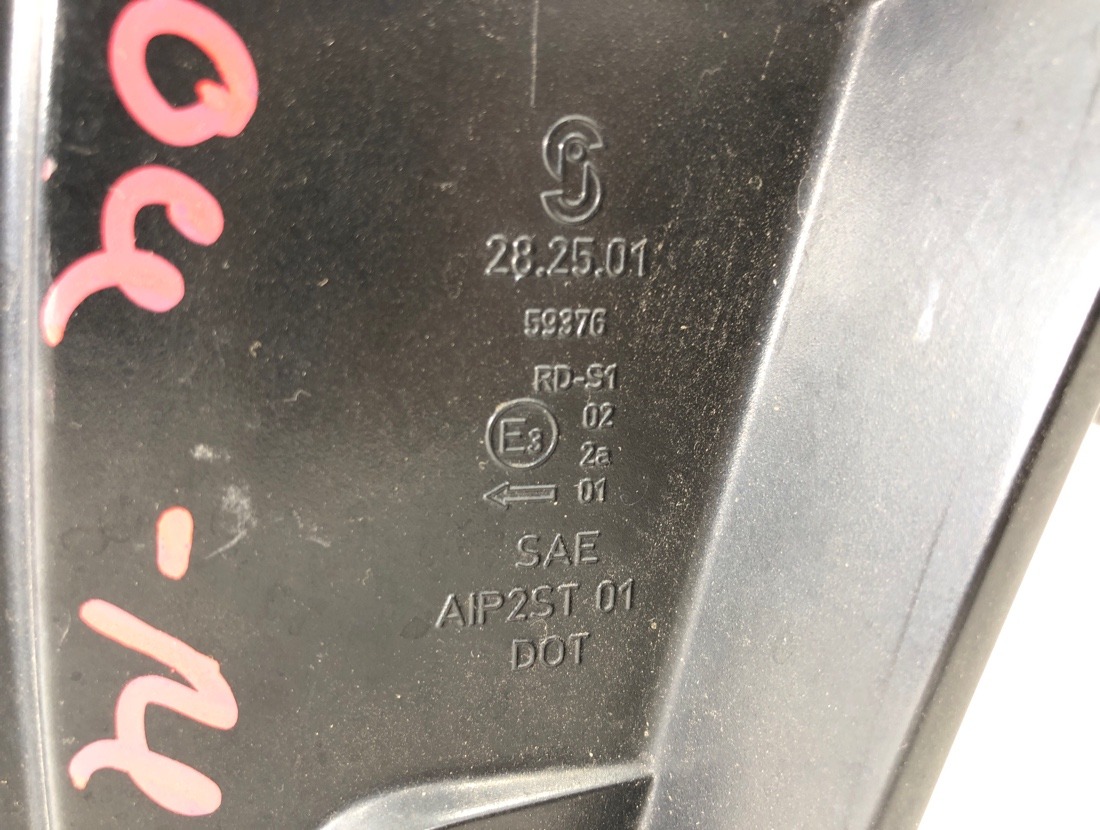 28.25.01
59376
RD-S1
E3 02
2a
← 01
SAE
AIP2ST 01
DOT